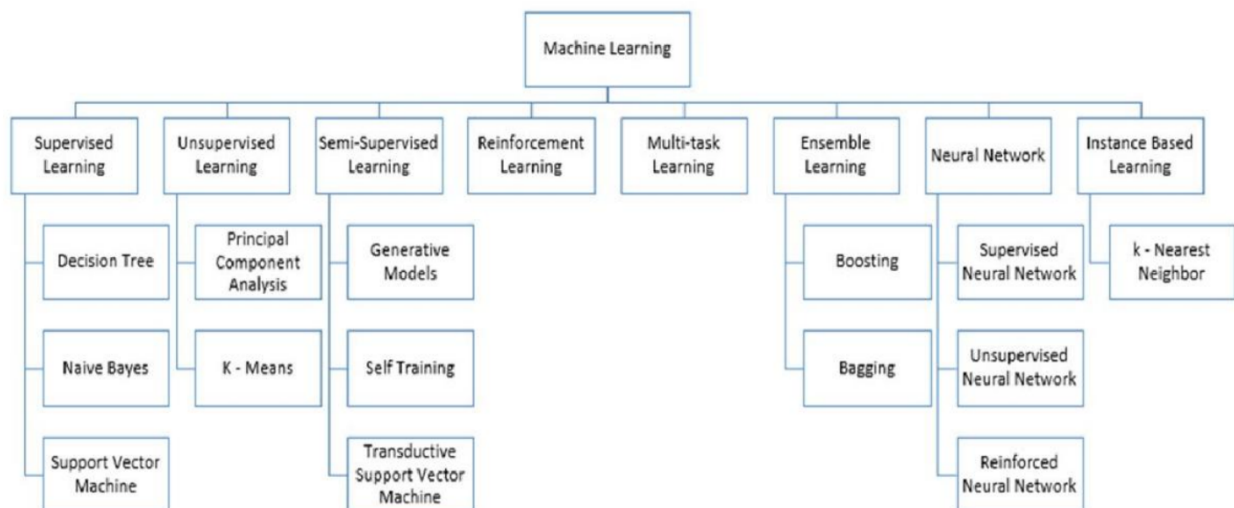 Machine Learning
Supervised
Learning
Unsupervised
Learning
Semi-Supervised
Learning
Reinforcement
Learning
Multi-task
Learning
Ensemble
Learning
Neural Network
Instance Based
Learning
Decision Tree
Naive Bayes
Support Vector
Machine
Principal
Component
Analysis
K - Means
Generative
Models
Self Training
Transductive
Support Vector
Machine
Boosting
Bagging
Supervised
Neural Network
Unsupervised
Neural Network
Reinforced
Neural Network
k - Nearest
Neighbor